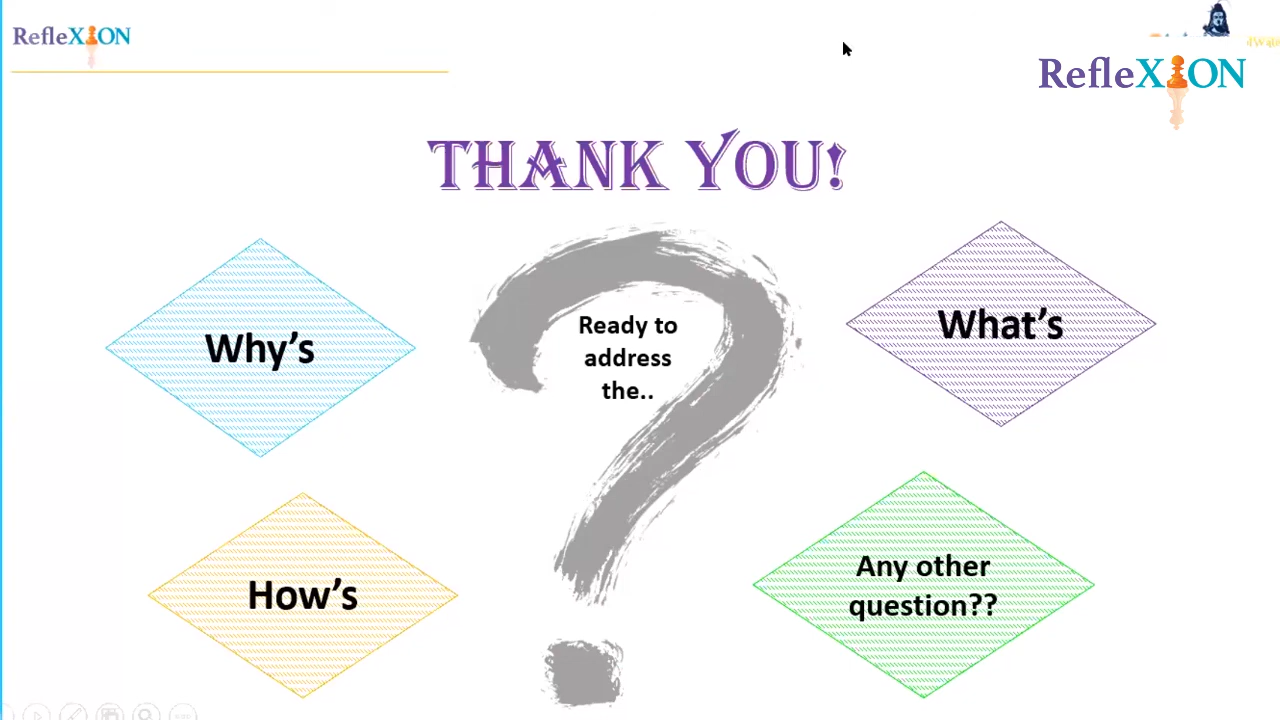 RefleXION
RefleXION
THANK YOU!
Why's
Ready to
address
the..
What's
How's
Any other
question??